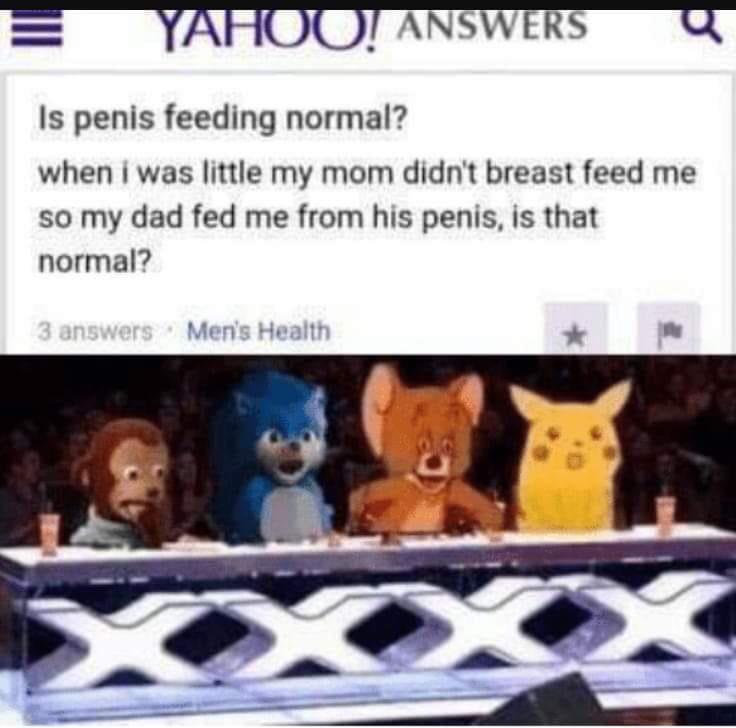 YAHOO! ANSWERS
Is penis feeding normal?
when i was little my mom didn't breast feed me
so my dad fed me from his penis, is that
normal?
3 answers · Men's Health